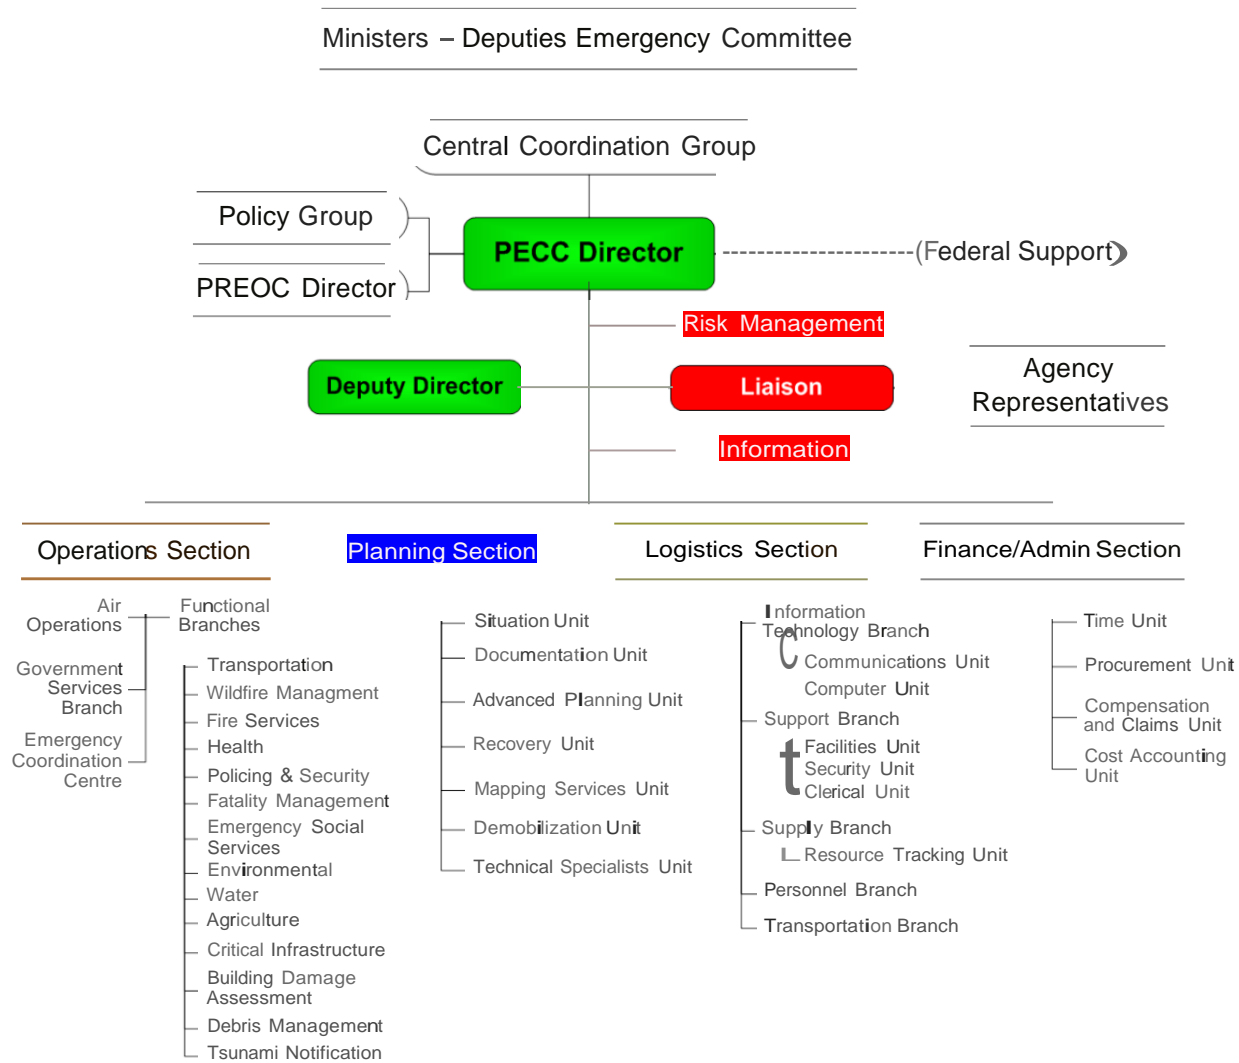 Ministers – Deputies Emergency Committee
Central Coordination Group
Policy Group
PECC Director
(Federal Support)
PREOC Director
Risk Management
Deputy Director
Liaison
Agency
Representatives
Information
Operations Section
Planning Section
Logistics Section
Finance/Admin Section
Air
Operations
Government
Services
Branch
Emergency
Coordination
Centre
Functional
Branches
Transportation
Wildfire Managment
Fire Services
Health
Policing & Security
Fatality Management
Emergency Social
Services
Environmental
Water
Agriculture
Critical Infrastructure
Building Damage
Assessment
Debris Management
Tsunami Notification
Situation Unit
Documentation Unit
Advanced Planning Unit
Recovery Unit
Mapping Services Unit
Demobilization Unit
Technical Specialists Unit
Information
Technology Branch
Communications Unit
Computer Unit
Support Branch
Facilities Unit
Security Unit
Clerical Unit
Supply Branch
Resource Tracking Unit
Personnel Branch
Transportation Branch
Time Unit
Procurement Unit
Compensation
and Claims Unit
Cost Accounting
Unit